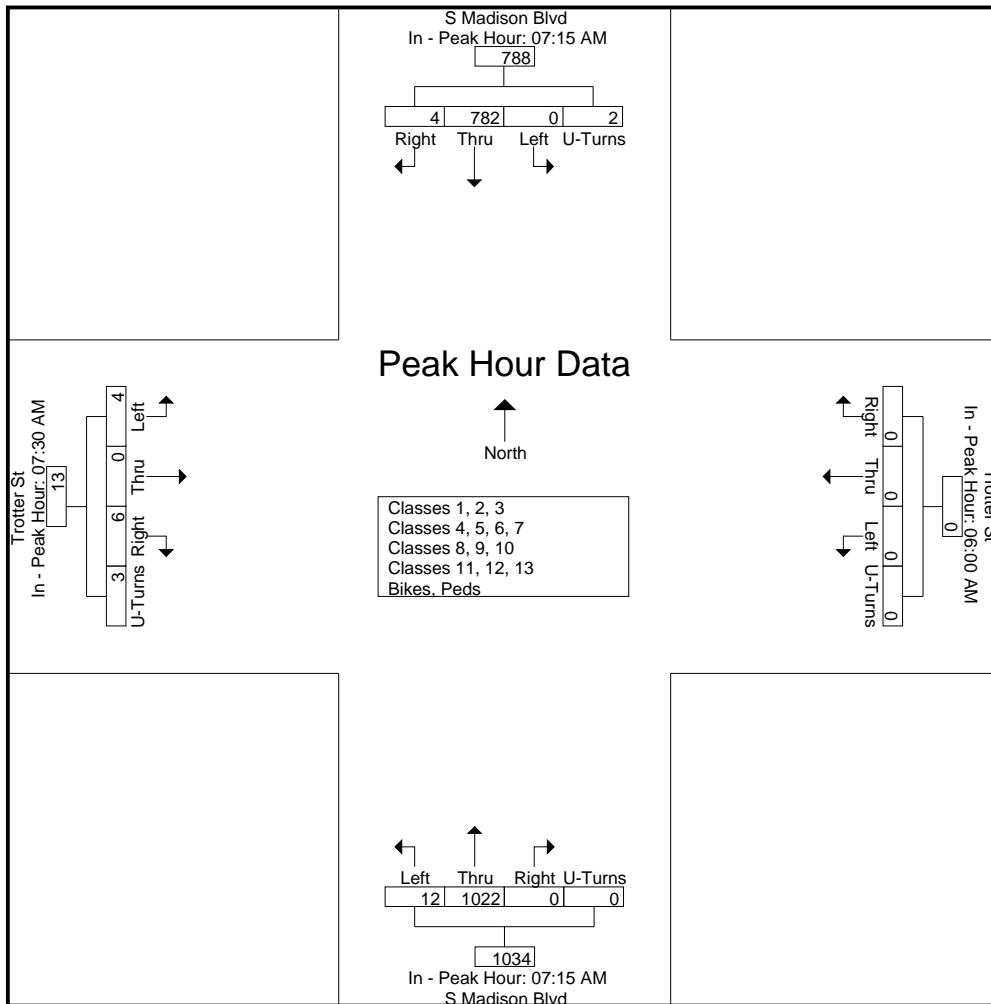 S Madison Blvd
In - Peak Hour: 07:15 AM
788
4 782 0 2
Right Thru Left U-Turns
Peak Hour Data
North
Classes 1, 2, 3
Classes 4, 5, 6, 7
Classes 8, 9, 10
Classes 11, 12, 13
Bikes, Peds
Trotter St
In - Peak Hour: 07:30 AM
13
4 0 6 3
Left Thru Right U-Turns
Trotter St
In - Peak Hour: 06:00 AM
0
0 0 0 0
Right Thru Left U-Turns
Left Thru Right U-Turns
12 1022 0 0
1034
In - Peak Hour: 07:15 AM
S Madison Blvd